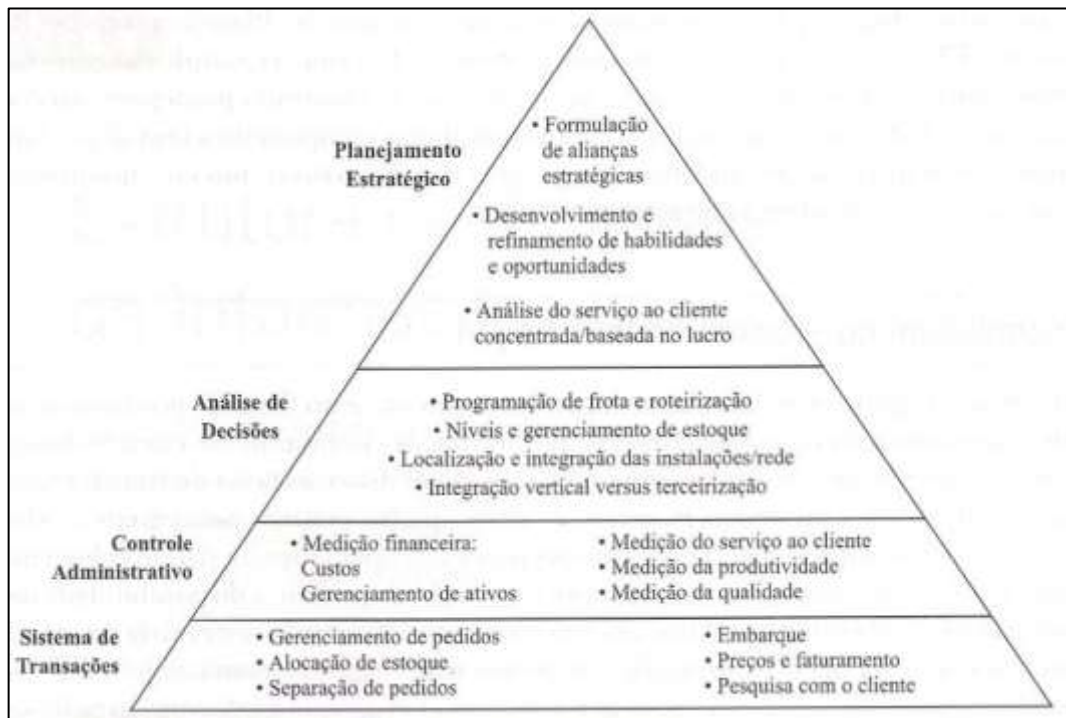 Planejamento
Estratégico
• Formulação
de alianças
estratégicas
• Desenvolvimento e
refinamento de habilidades
e oportunidades
• Análise do serviço ao cliente
concentrada/baseada no lucro
Análise de
Decisões
• Programação de frota e roteirização
• Níveis e gerenciamento de estoque
• Localização e integração das instalações/rede
• Integração vertical versus terceirização
Controle
Administrativo
• Medição financeira:
Custos
Gerenciamento de ativos
• Medição do serviço ao cliente
• Medição da produtividade
• Medição da qualidade
Sistema de
Transações
• Gerenciamento de pedidos
• Alocação de estoque
• Separação de pedidos
• Embarque
• Preços e faturamento
• Pesquisa com o cliente